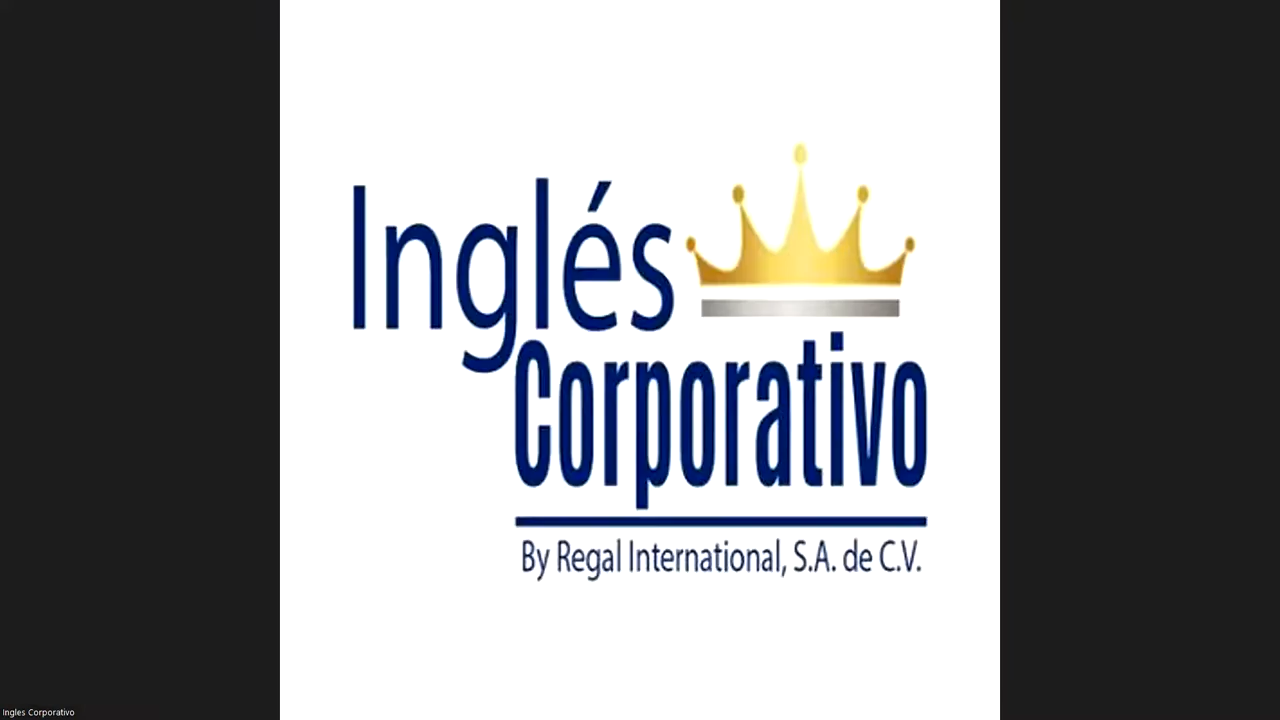 Inglés
Corporativo
By Regal International, S.A. de C.V.
Ingles Corporativo